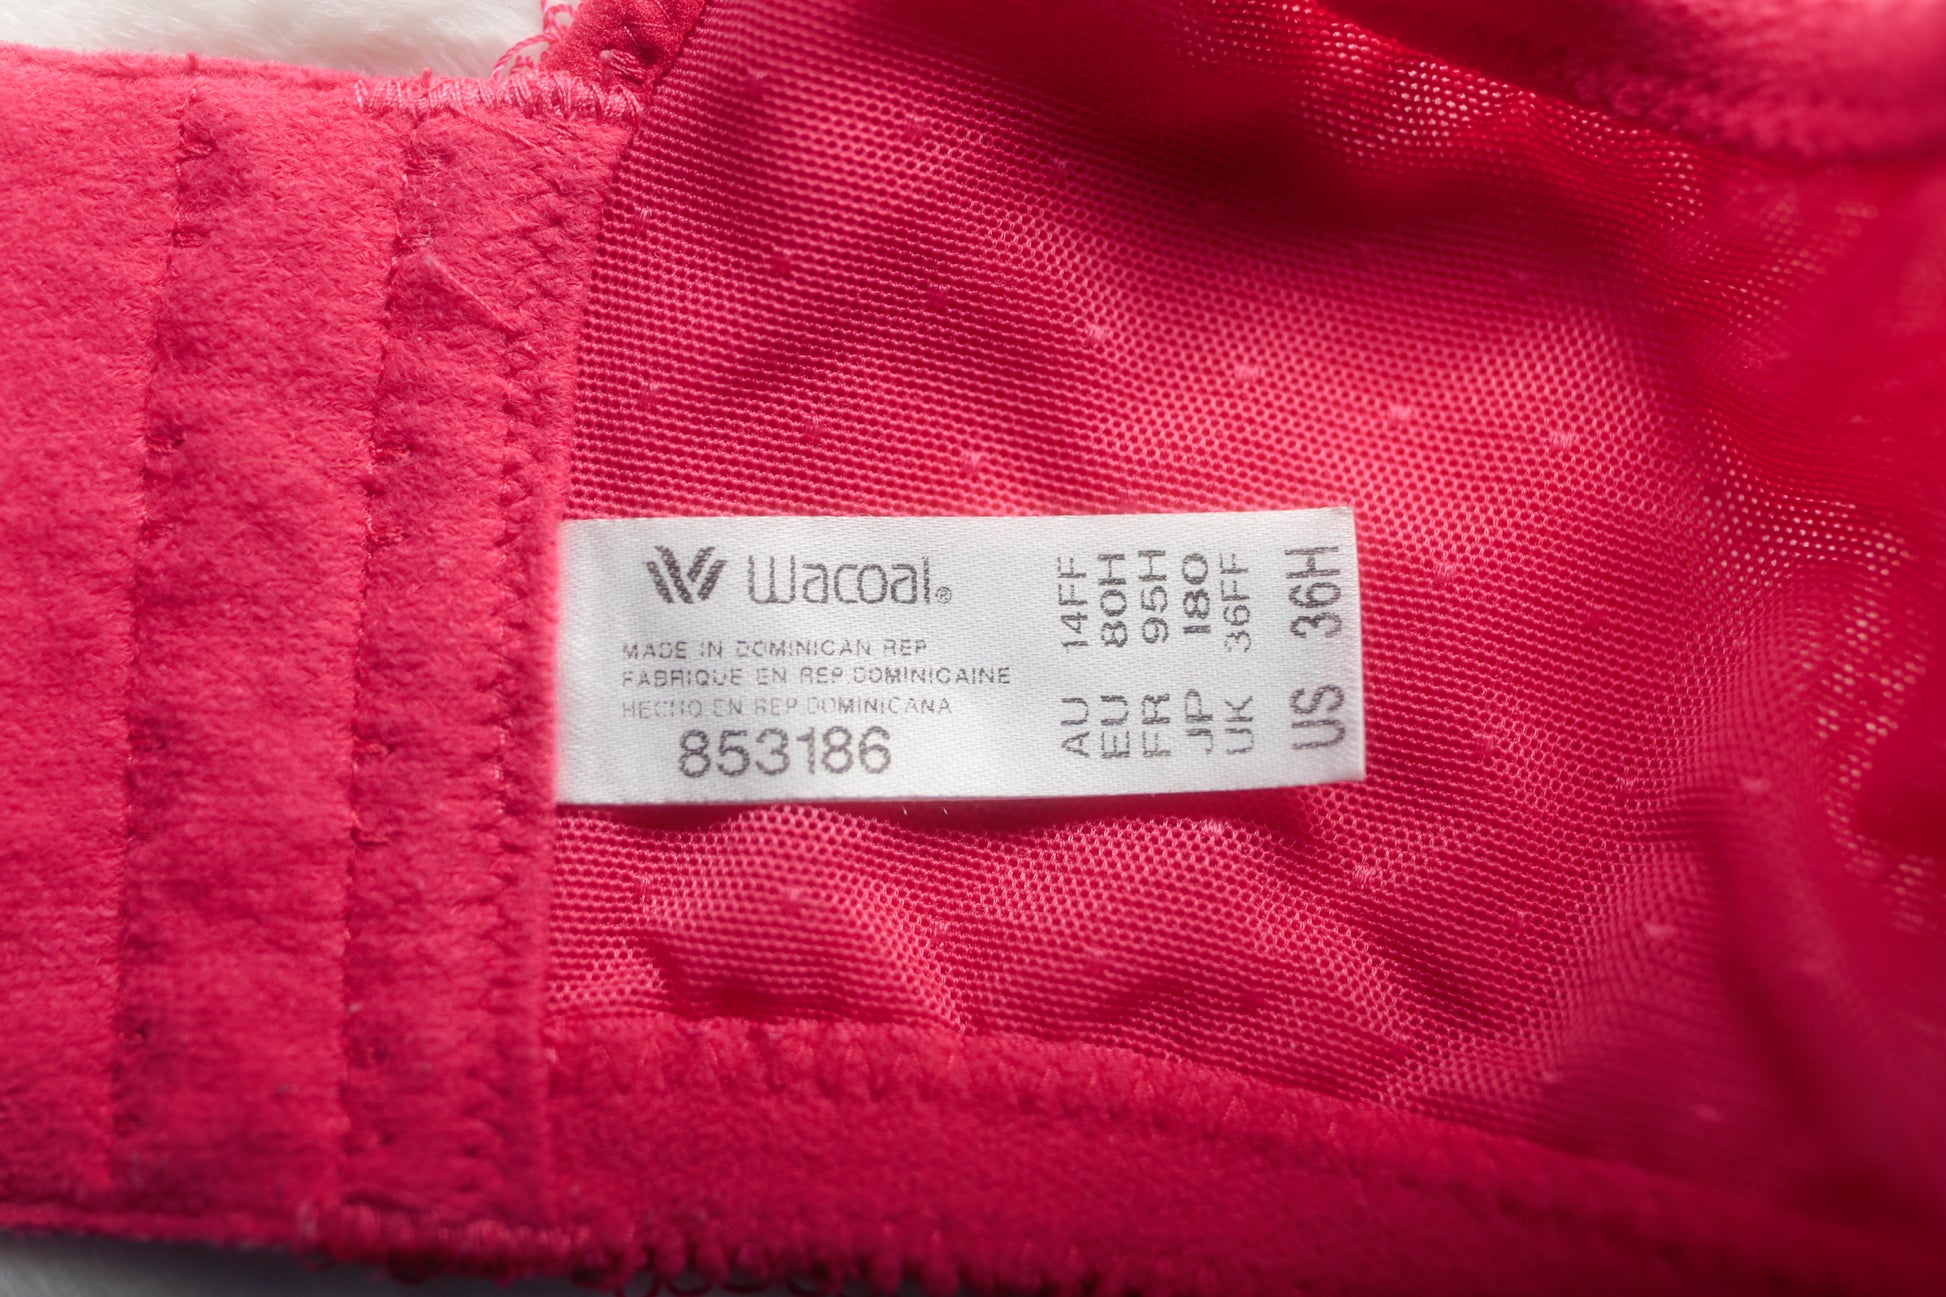 Wacoal®
MADE IN DOMINICAN REP
FABRIQUE EN REP DOMINICAINE
HECHO EN REP DOMINICANA
853186
AU 14FF
EU 80H
FR 95H
JP 180
UK 36FF
US 36H